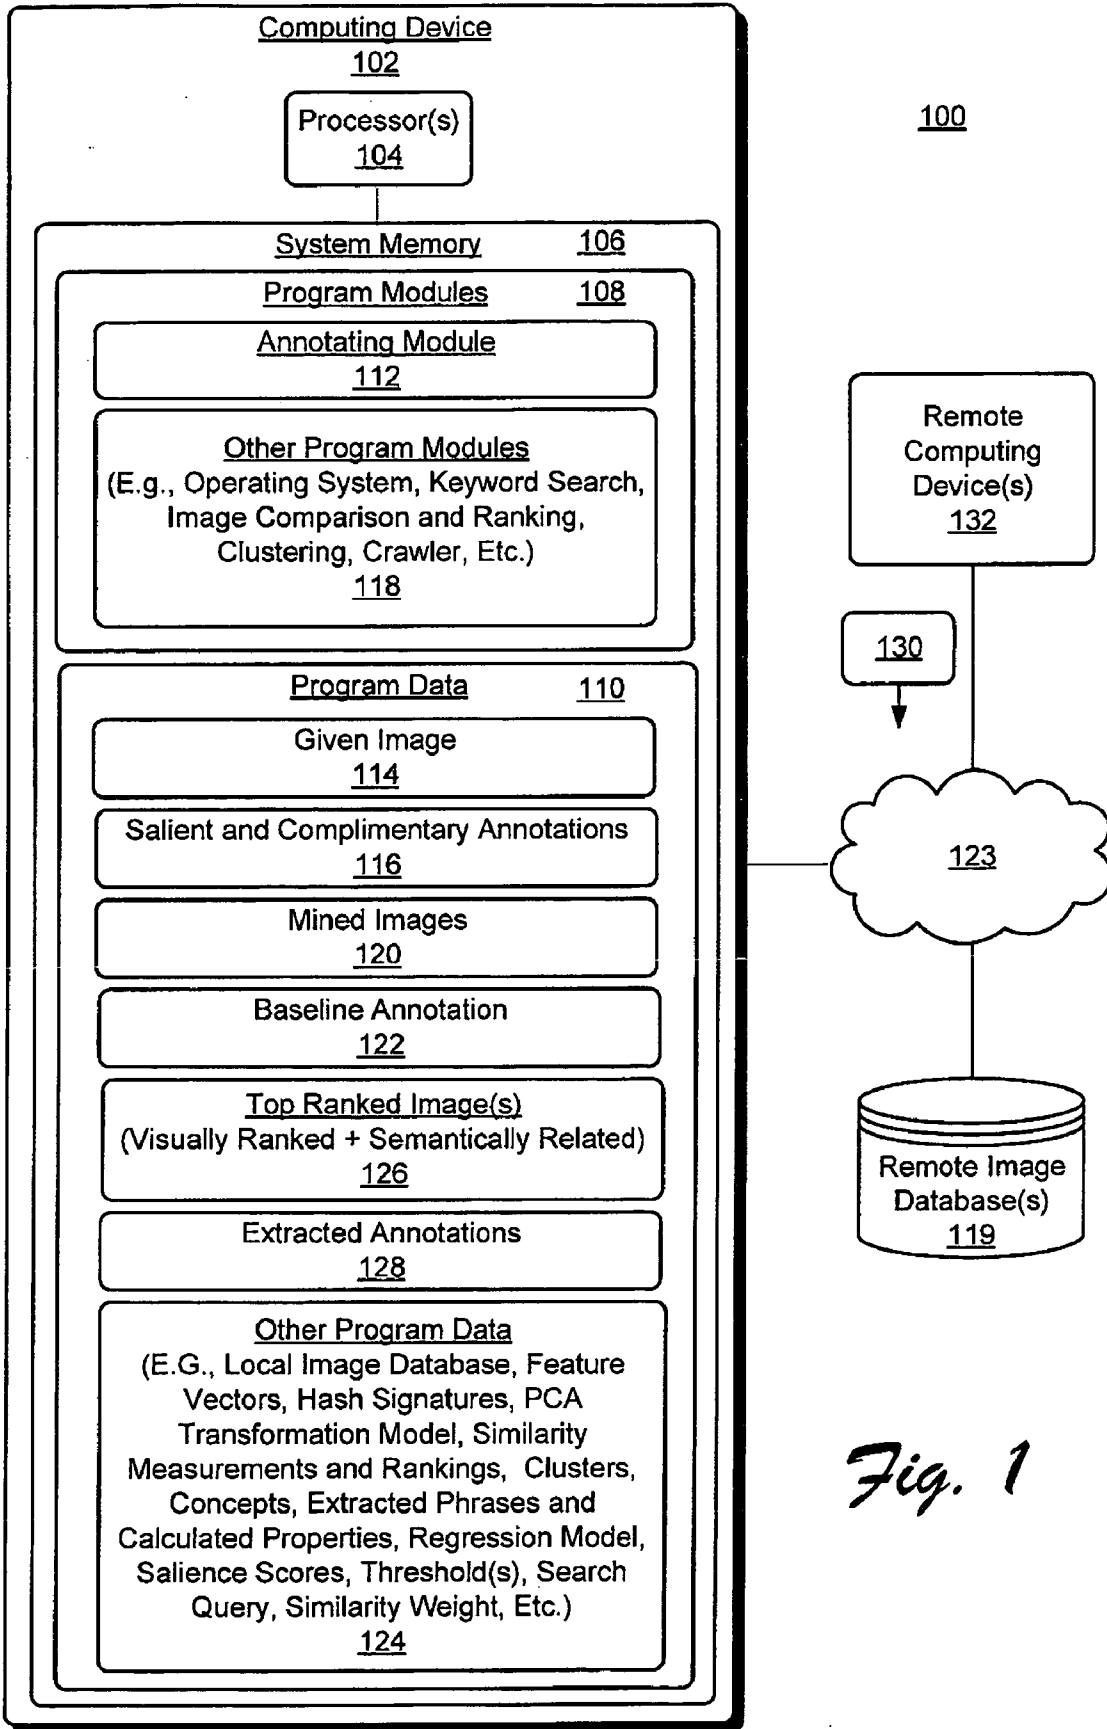 Computing Device
102
Processor(s)
104
100
System Memory 106
Program Modules 108
Annotating Module
112
Other Program Modules
(E.g., Operating System, Keyword Search,
Image Comparison and Ranking,
Clustering, Crawler, Etc.)
118
Program Data 110
Given Image
114
Salient and Complimentary Annotations
116
Mined Images
120
Baseline Annotation
122
Top Ranked Image(s)
(Visually Ranked + Semantically Related)
126
Extracted Annotations
128
Other Program Data
(E.G., Local Image Database, Feature
Vectors, Hash Signatures, PCA
Transformation Model, Similarity
Measurements and Rankings, Clusters,
Concepts, Extracted Phrases and
Calculated Properties, Regression Model,
Salience Scores, Threshold(s), Search
Query, Similarity Weight, Etc.)
124
Remote
Computing
Device(s)
132
130
123
Remote Image
Database(s)
119
Fig. 1